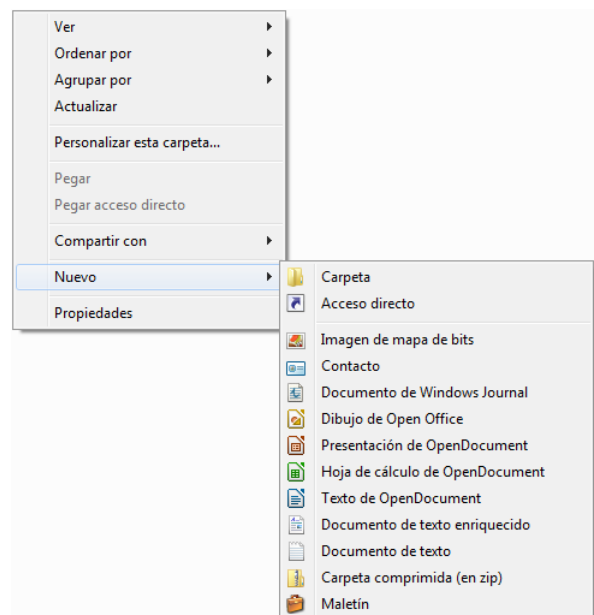 Ver
Ordenar por
Agrupar por
Actualizar
Personalizar esta carpeta...
Pegar
Pegar acceso directo
Compartir con
Nuevo
Propiedades
Carpeta
Acceso directo
Imagen de mapa de bits
Contacto
Documento de Windows Journal
Dibujo de Open Office
Presentación de OpenDocument
Hoja de cálculo de OpenDocument
Texto de OpenDocument
Documento de texto enriquecido
Documento de texto
Carpeta comprimida (en zip)
Maletín